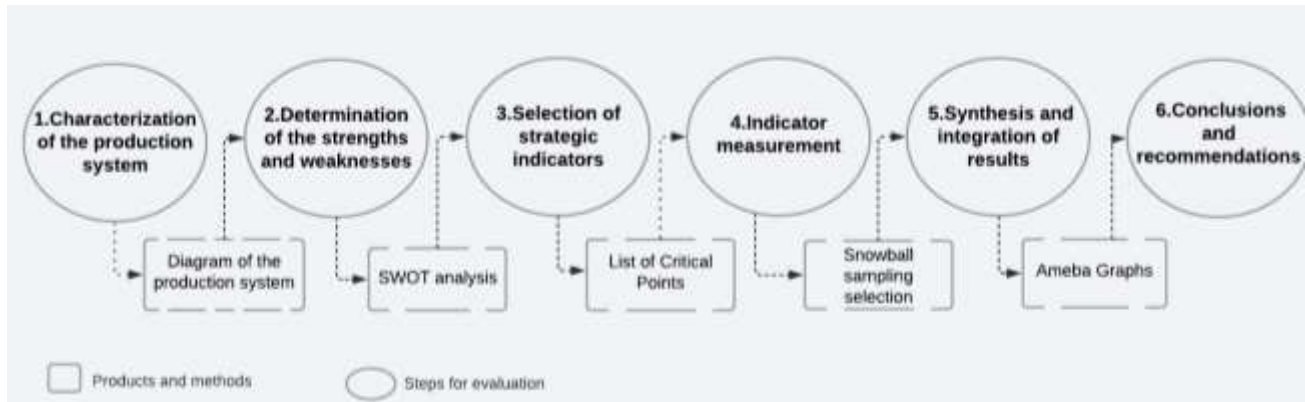 1.Characterization
of the production
system
2.Determination
of the strengths
and weaknesses
3.Selection of
strategic
indicators
4.Indicator
measurement
5.Synthesis and
integration of
results
6.Conclusions
and
recommendations
Diagram of the
production system
SWOT analysis
List of Critical
Points
Snowball
sampling
selection
Ameba Graphs
Products and methods
Steps for evaluation